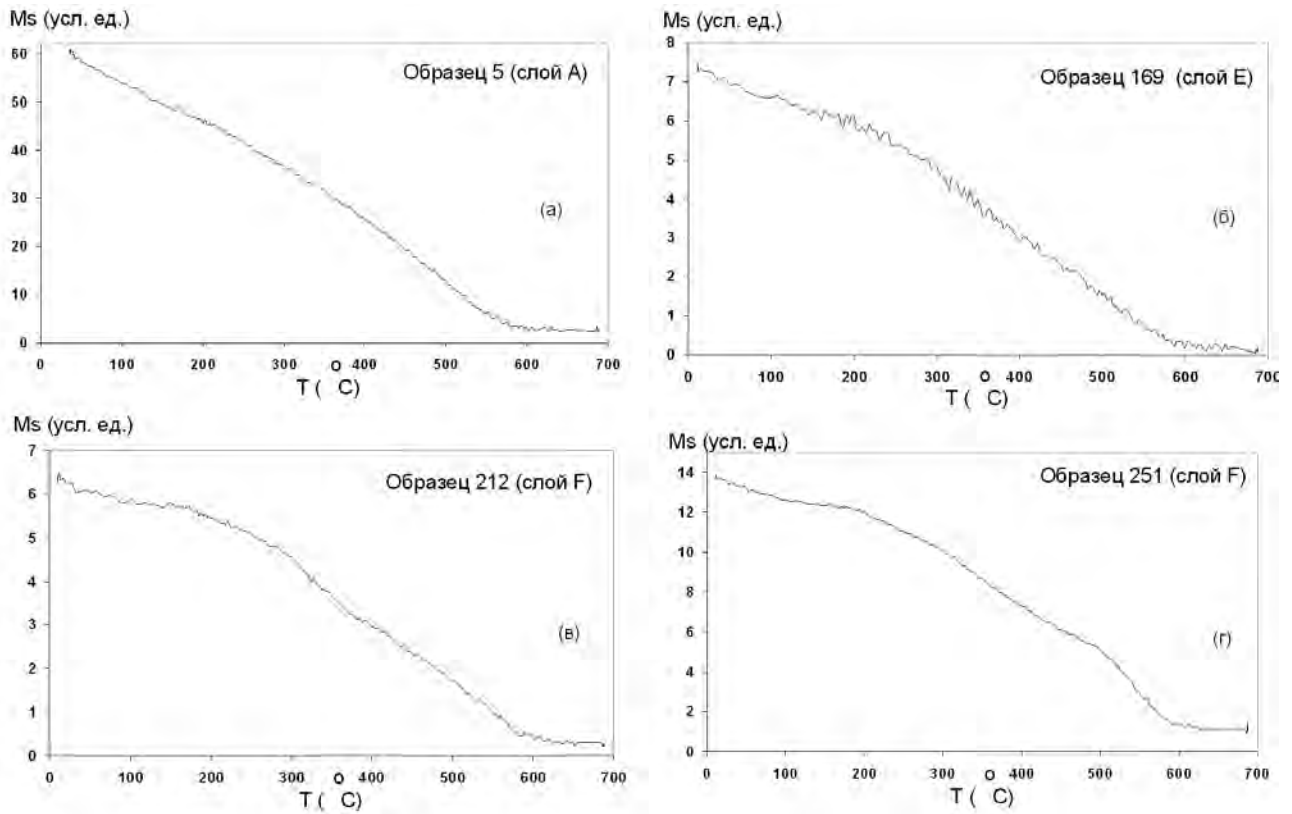 Ms (усл. ед.)
60
50
40
30
20
10
0
Образец 5 (слой А)
(а)
0 100 200 300 400 500 600 700
T ( о С)
Ms (усл. ед.)
8
7
6
5
4
3
2
1
0
Образец 169 (слой Е)
(б)
0 100 200 300 400 500 600 700
T ( о С)
Ms (усл. ед.)
7
6
5
4
3
2
1
0
Образец 212 (слой F)
(в)
0 100 200 300 400 500 600 700
T ( о С)
Ms (усл. ед.)
14
12
10
8
6
4
2
0
Образец 251 (слой F)
(г)
0 100 200 300 400 500 600 700
T ( о С)